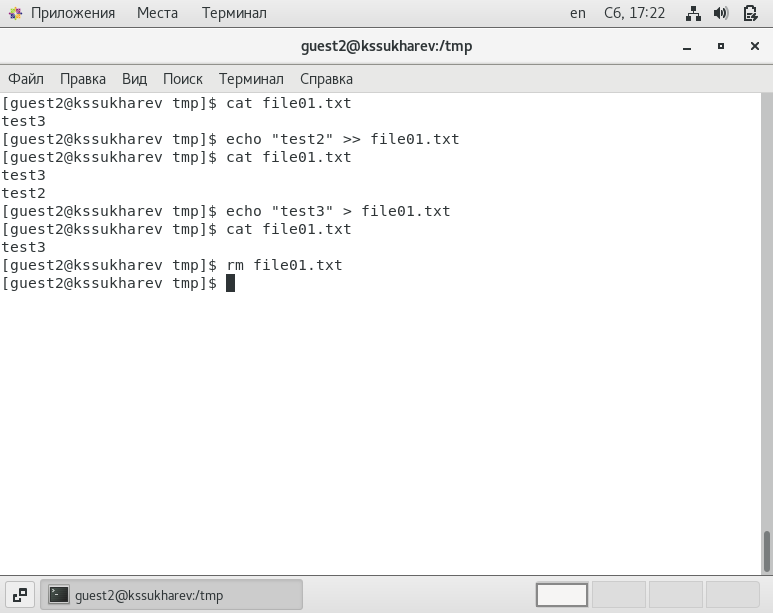 Приложения Места Терминал en Сб, 17:22
guest2@kssukharev:/tmp
Файл Правка Вид Поиск Терминал Справка
[guest2@kssukharev tmp]$ cat file01.txt
test3
[guest2@kssukharev tmp]$ echo "test2" >> file01.txt
[guest2@kssukharev tmp]$ cat file01.txt
test3
test2
[guest2@kssukharev tmp]$ echo "test3" > file01.txt
[guest2@kssukharev tmp]$ cat file01.txt
test3
[guest2@kssukharev tmp]$ rm file01.txt
[guest2@kssukharev tmp]$
guest2@kssukharev:/tmp